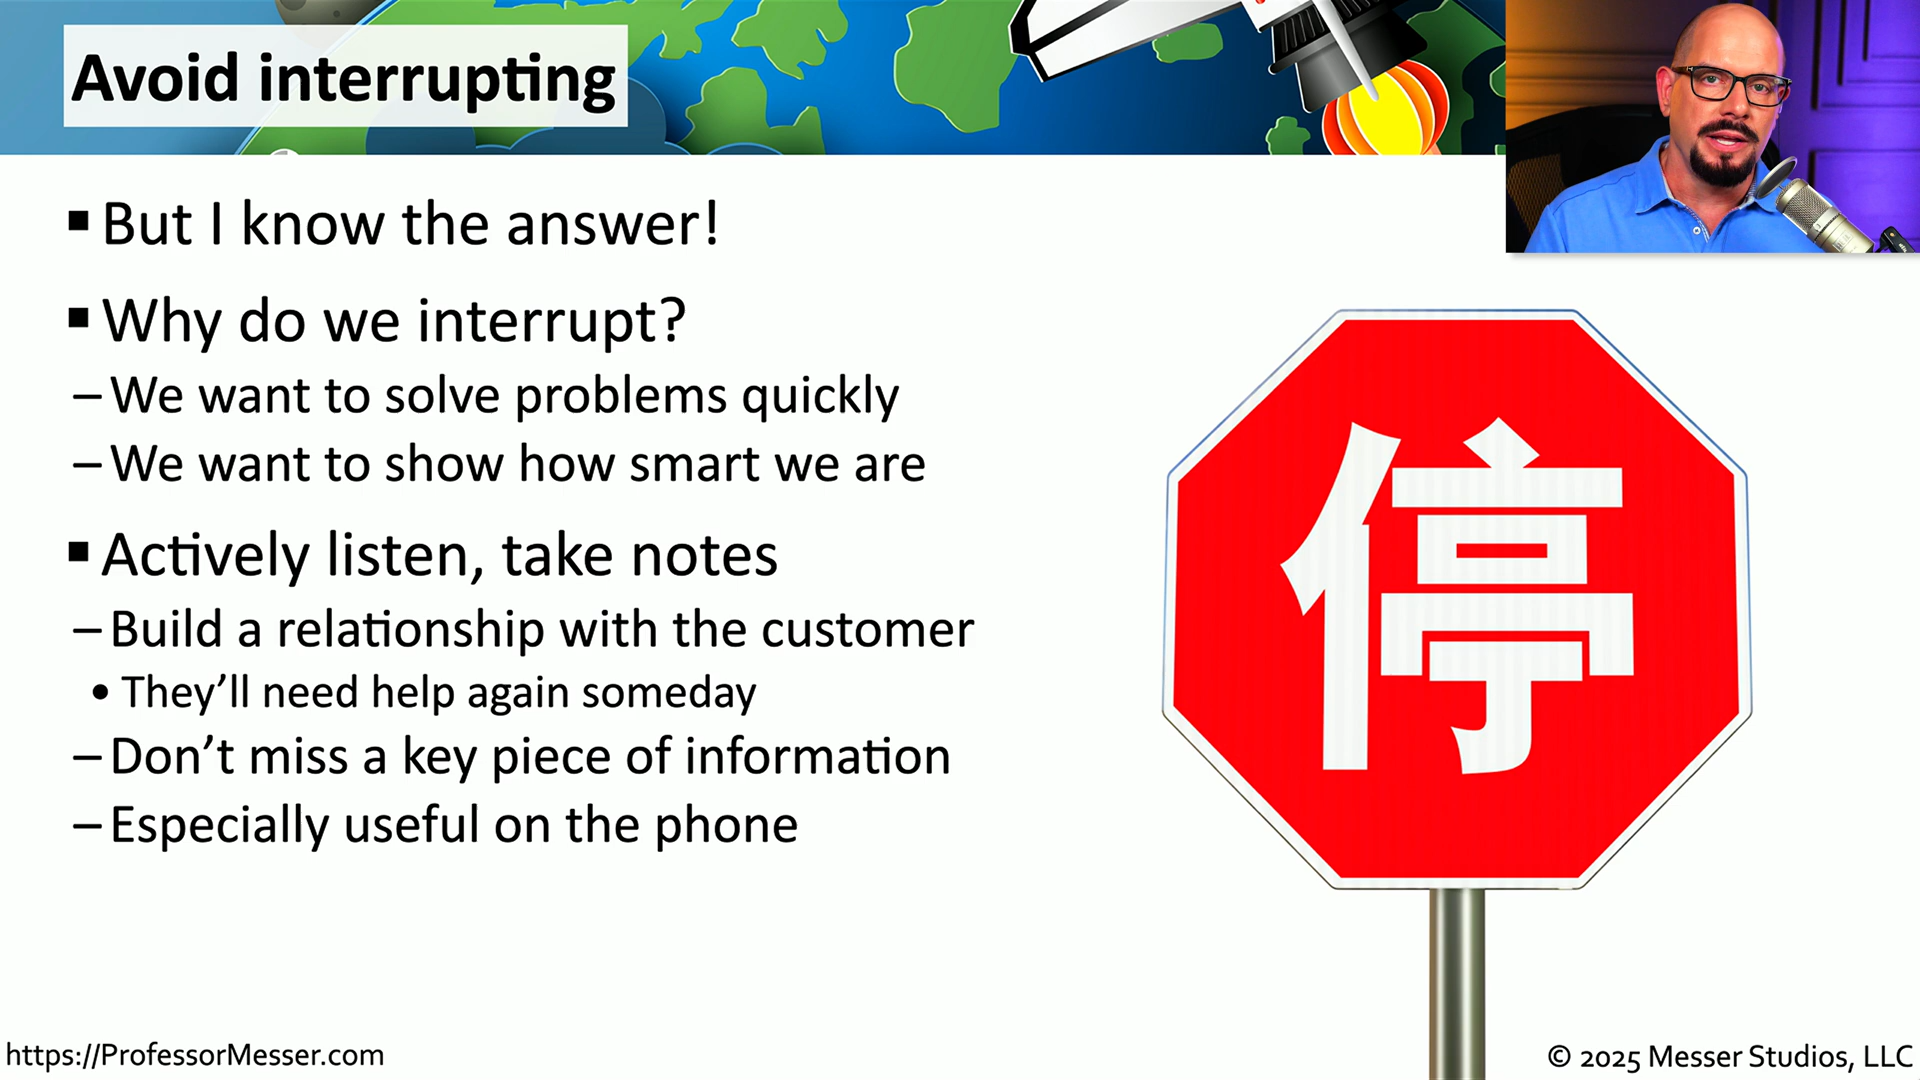 Avoid interrupting
▪ But I know the answer!
▪ Why do we interrupt?
– We want to solve problems quickly
– We want to show how smart we are
▪ Actively listen, take notes
– Build a relationship with the customer
• They’ll need help again someday
– Don’t miss a key piece of information
– Especially useful on the phone
停
https://ProfessorMesser.com
© 2025 Messer Studios, LLC